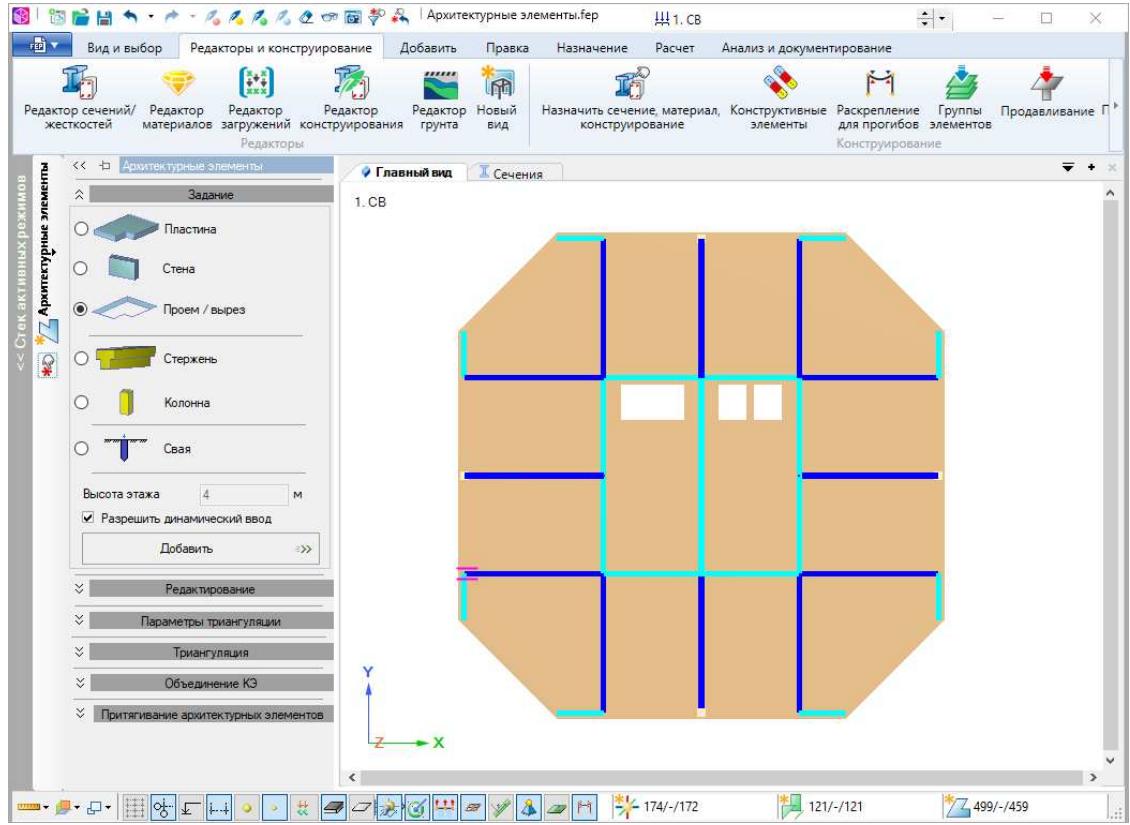 Архитектурные элементы.fep
1. СВ
FEP
Вид и выбор
Редакторы и конструирование
Добавить
Правка
Назначение
Расчет
Анализ и документирование
Редактор сечений/
жесткостей
Редактор
материалов
Редактор
загружений
Редактор
конструирования
Редактор
грунта
Новый
вид
Назначить сечение, материал,
конструирование
Конструктивные
элементы
Раскрепление
для прогибов
Группы
элементов
Продавливание
П
Редакторы
Конструирование
<< Стек активных режимов
Архитектурные элементы
<<
Архитектурные элементы
Задание
Пластина
Стена
Проем / вырез
Стержень
Колонна
Свая
Высота этажа 4 м
Разрешить динамический ввод
Добавить
Редактирование
Параметры триангуляции
Триангуляция
Объединение КЭ
Притягивание архитектурных элементов
Главный вид
Сечения
1. СВ
Y
Z
X
174/-/172
121/-/121
499/-/459